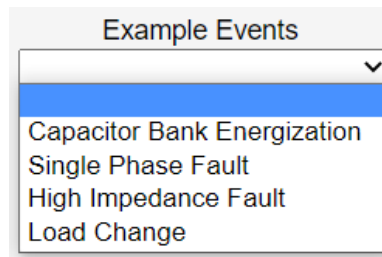 Example Events
Capacitor Bank Energization
Single Phase Fault
High Impedance Fault
Load Change